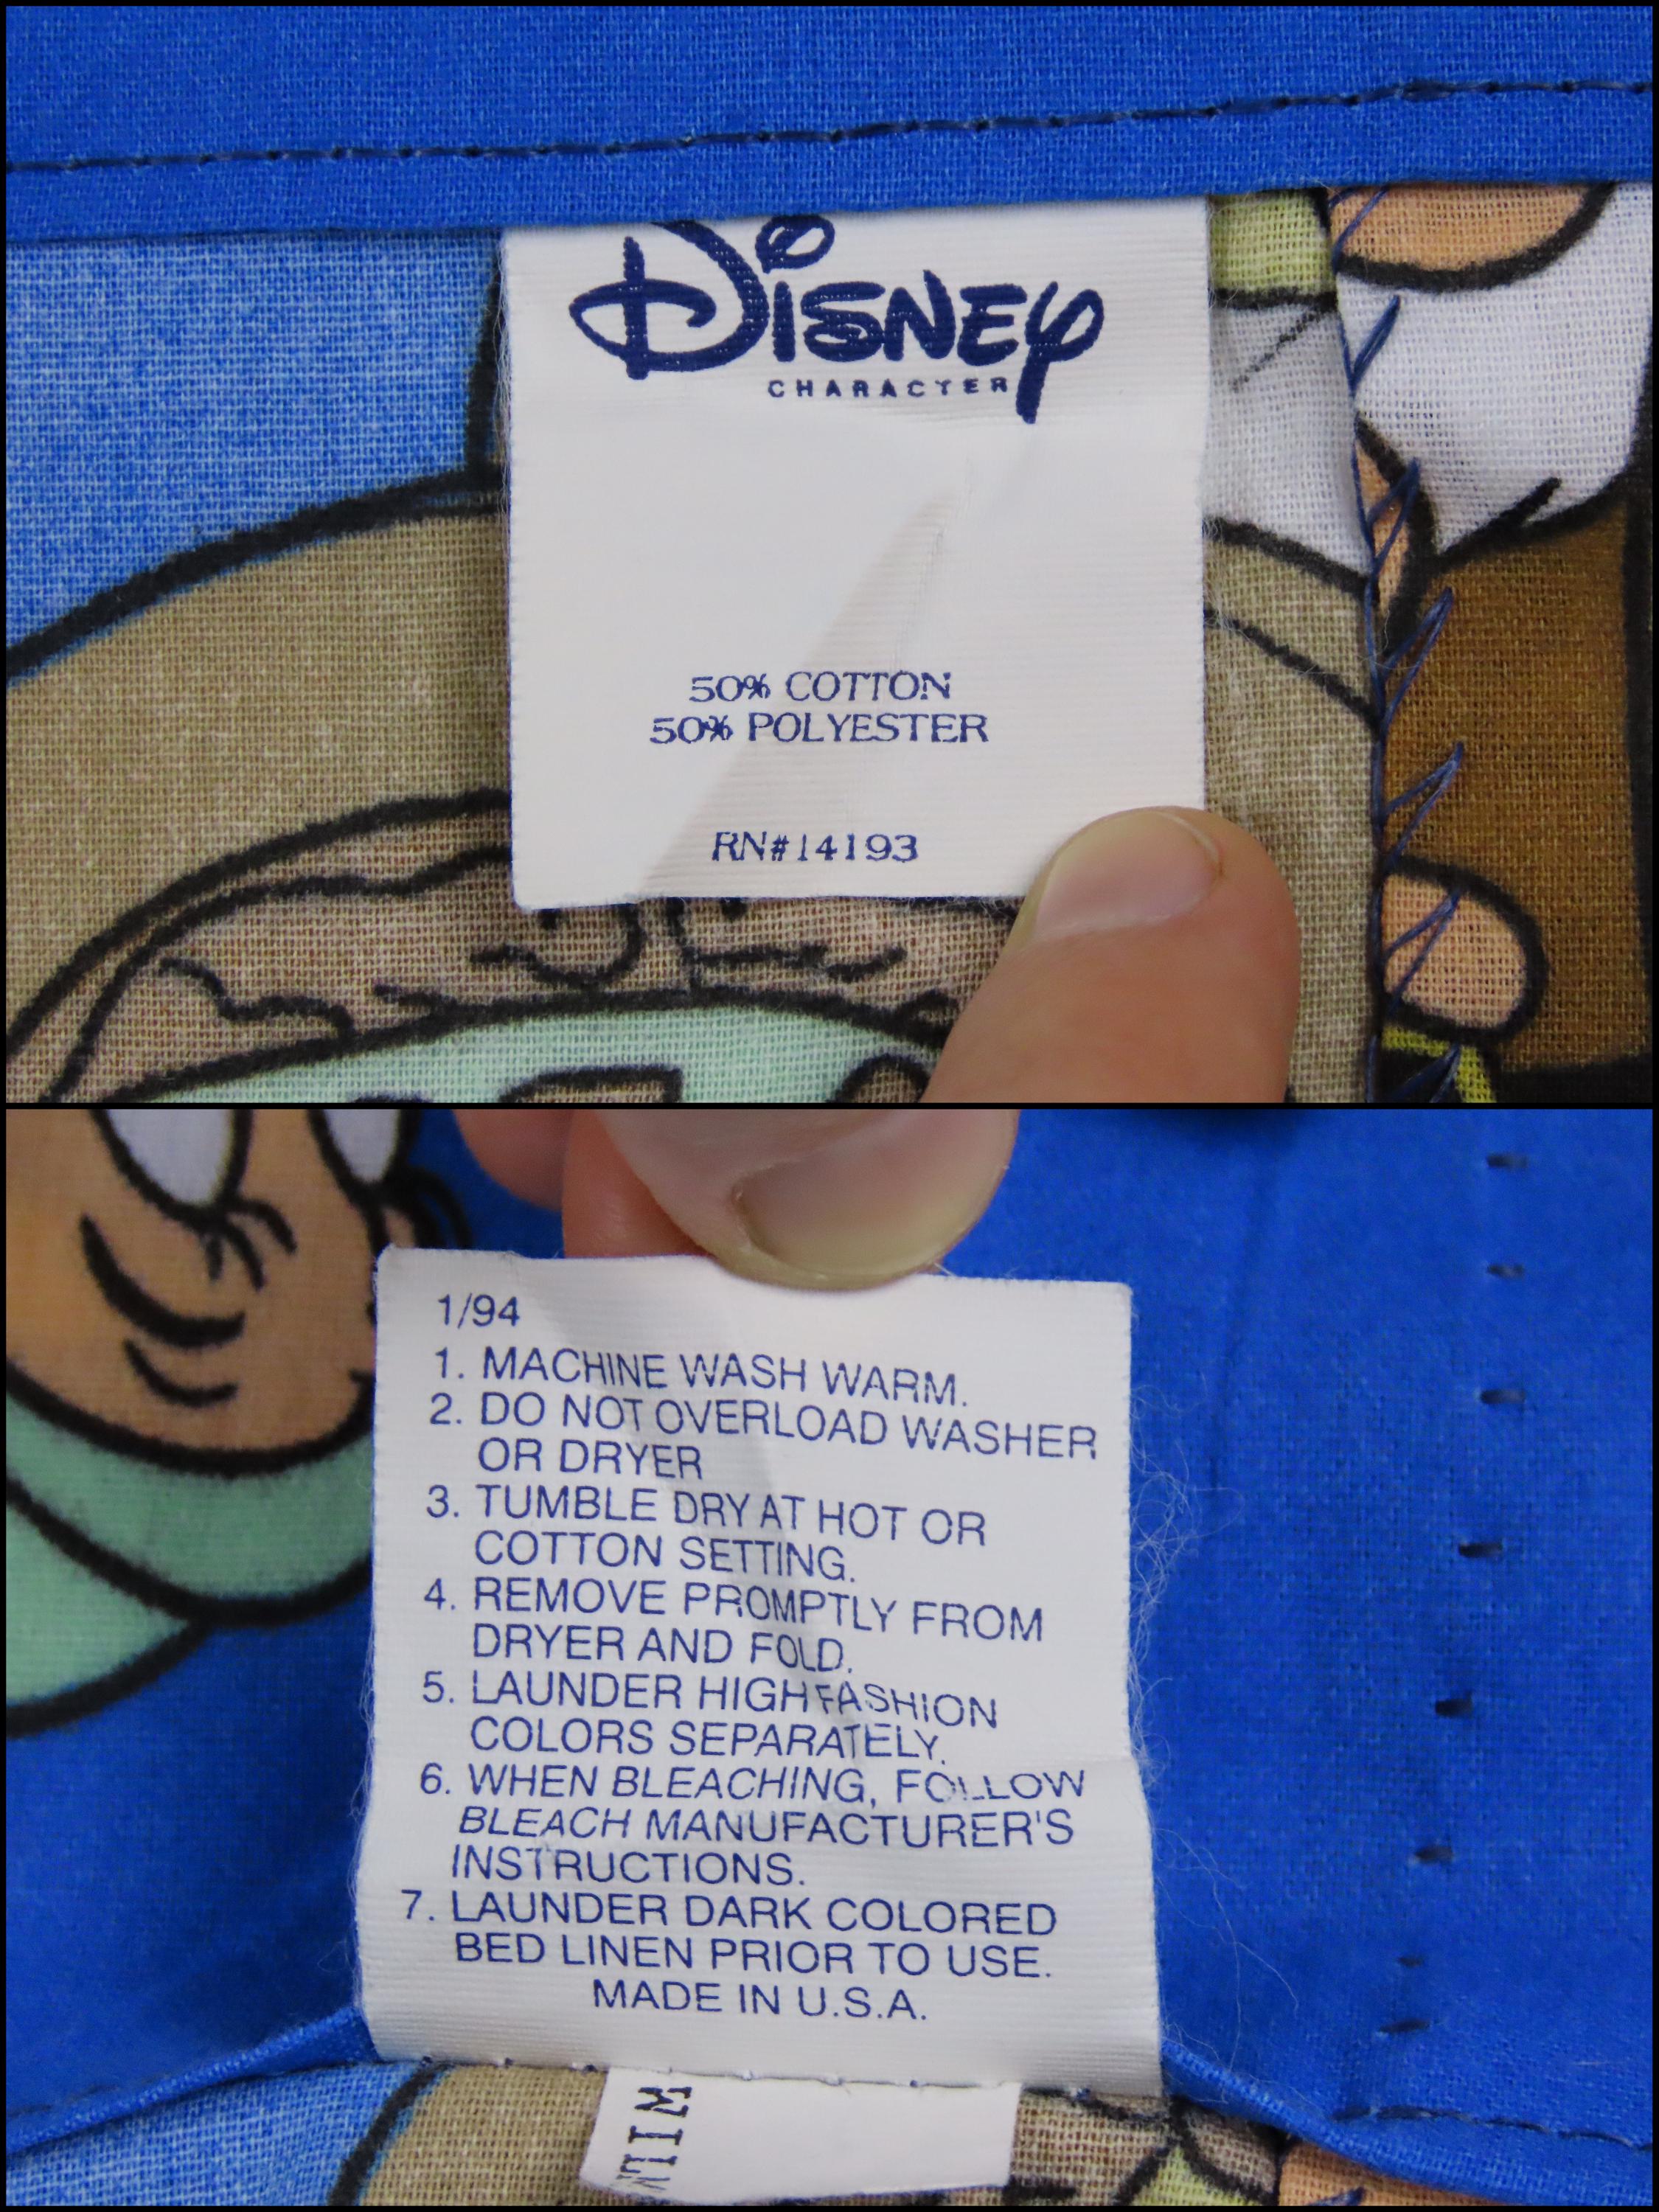 Disney
CHARACTER
50% COTTON
50% POLYESTER
RN#14193
1/94
1. MACHINE WASH WARM.
2. DO NOT OVERLOAD WASHER
OR DRYER
3. TUMBLE DRY AT HOT OR
COTTON SETTING.
4. REMOVE PROMPTLY FROM
DRYER AND FOLD.
5. LAUNDER HIGH FASHION
COLORS SEPARATELY.
6. WHEN BLEACHING, FOLLOW
BLEACH MANUFACTURER'S
INSTRUCTIONS.
7. LAUNDER DARK COLORED
BED LINEN PRIOR TO USE.
MADE IN U.S.A.